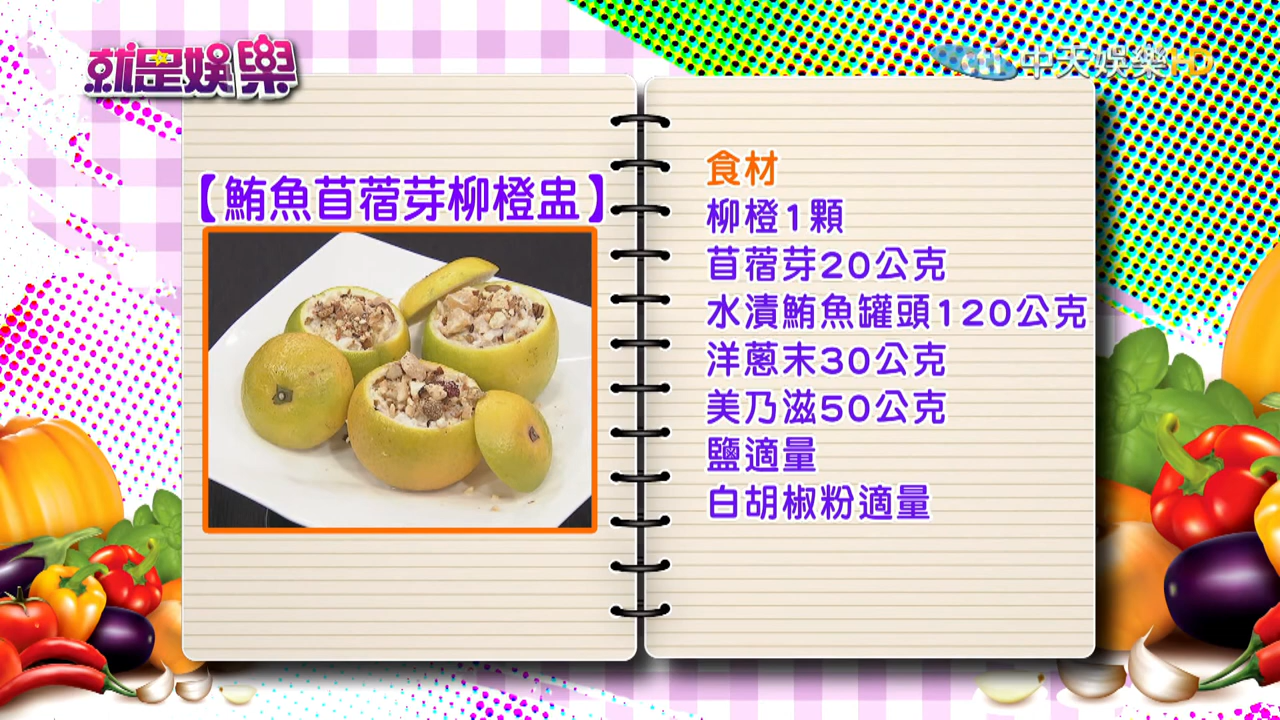 就是娛樂
cti 中天娛樂HD
【鮪魚苜蓿芽柳橙盅】
食材
柳橙1顆
苜蓿芽20公克
水漬鮪魚罐頭120公克
洋蔥末30公克
美乃滋50公克
鹽適量
白胡椒粉適量